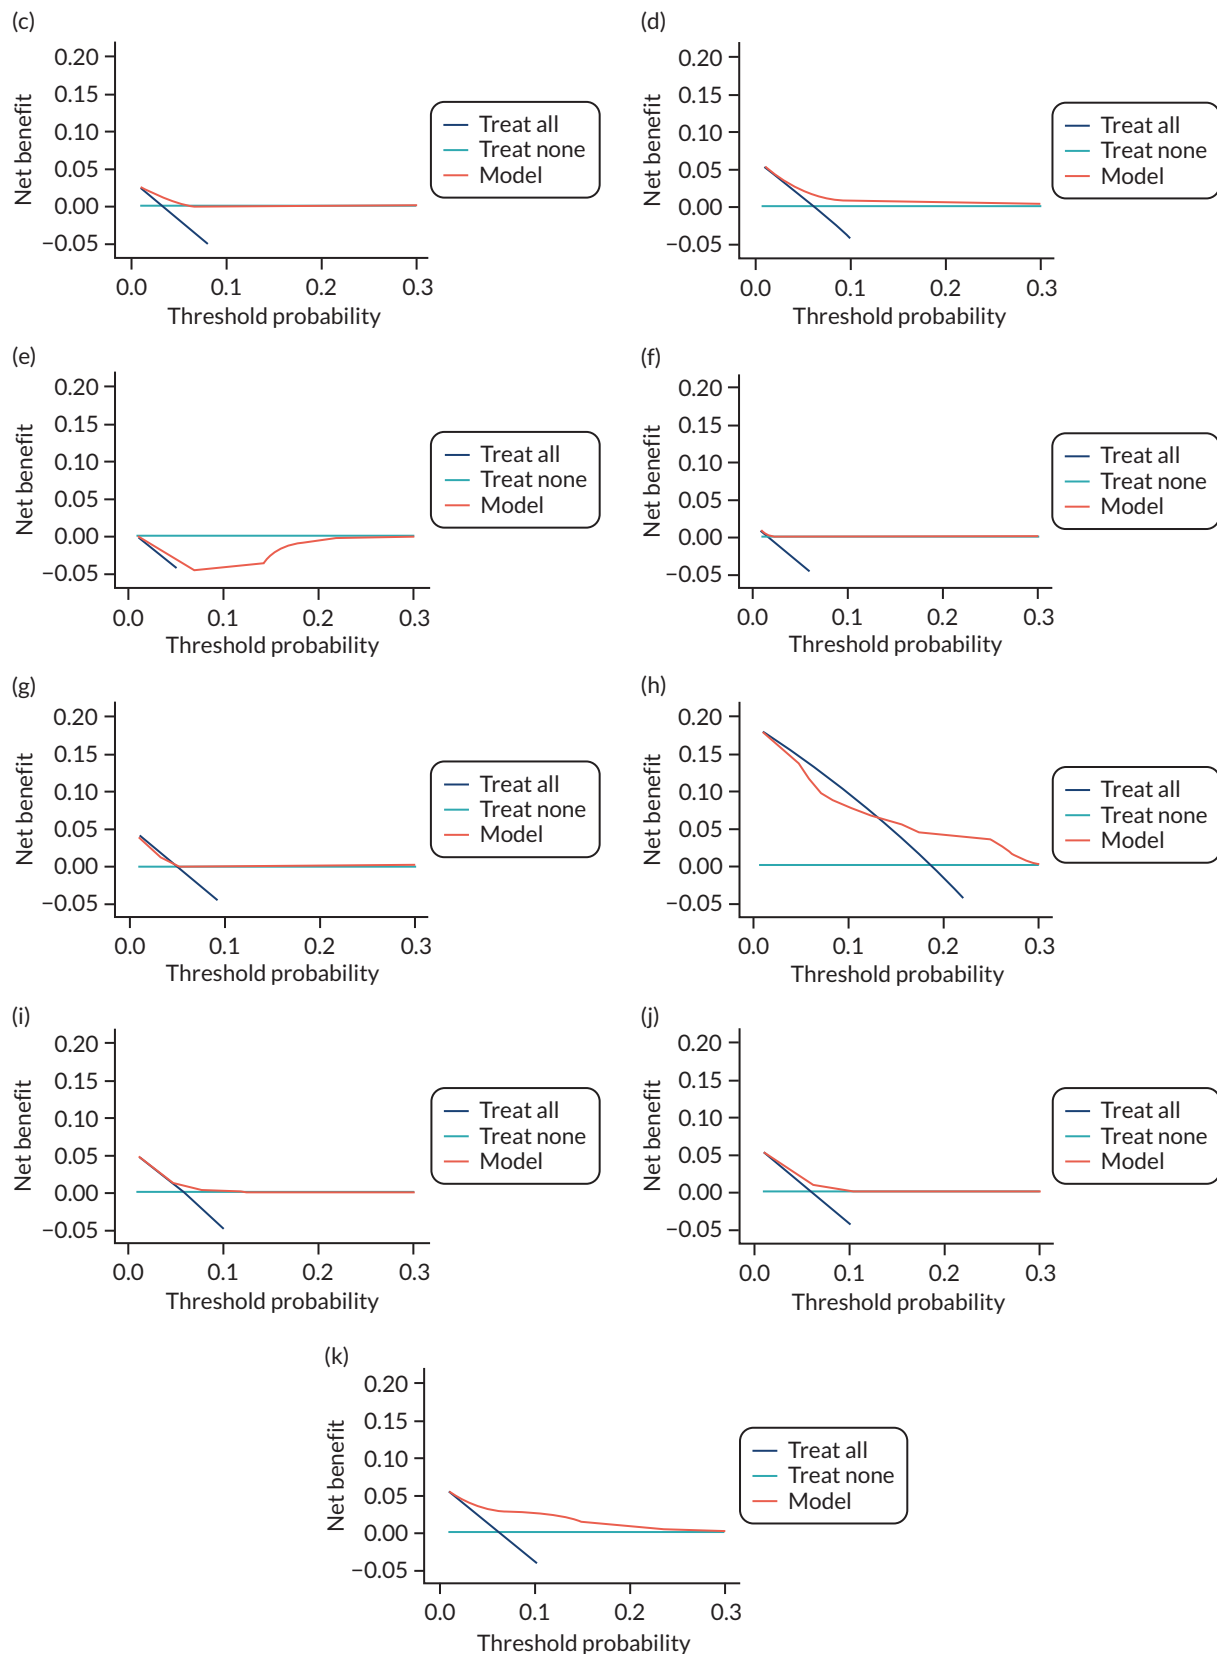 (c)
Net benefit
0.20
0.15
0.10
0.05
0.00
−0.05
0.0 0.1 0.2 0.3
Threshold probability
Treat all
Treat none
Model
(d)
Net benefit
0.20
0.15
0.10
0.05
0.00
−0.05
0.0 0.1 0.2 0.3
Threshold probability
Treat all
Treat none
Model
(e)
Net benefit
0.20
0.15
0.10
0.05
0.00
−0.05
0.0 0.1 0.2 0.3
Threshold probability
Treat all
Treat none
Model
(f)
Net benefit
0.20
0.15
0.10
0.05
0.00
−0.05
0.0 0.1 0.2 0.3
Threshold probability
Treat all
Treat none
Model
(g)
Net benefit
0.20
0.15
0.10
0.05
0.00
−0.05
0.0 0.1 0.2 0.3
Threshold probability
Treat all
Treat none
Model
(h)
Net benefit
0.20
0.15
0.10
0.05
0.00
−0.05
0.0 0.1 0.2 0.3
Threshold probability
Treat all
Treat none
Model
(i)
Net benefit
0.20
0.15
0.10
0.05
0.00
−0.05
0.0 0.1 0.2 0.3
Threshold probability
Treat all
Treat none
Model
(j)
Net benefit
0.20
0.15
0.10
0.05
0.00
−0.05
0.0 0.1 0.2 0.3
Threshold probability
Treat all
Treat none
Model
(k)
Net benefit
0.20
0.15
0.10
0.05
0.00
−0.05
0.0 0.1 0.2 0.3
Threshold probability
Treat all
Treat none
Model